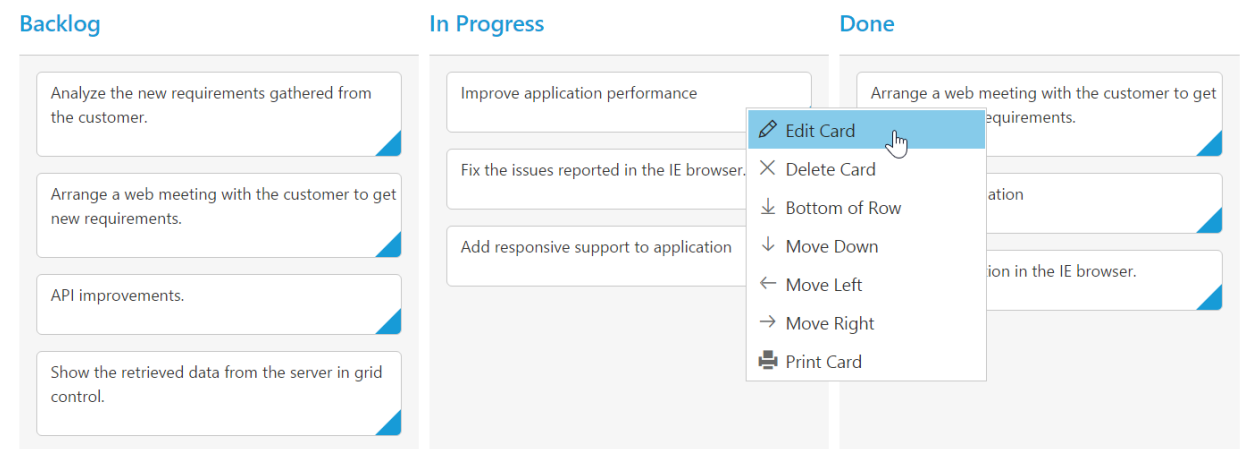 Backlog
Analyze the new requirements gathered from
the customer.
Arrange a web meeting with the customer to get
new requirements.
API improvements.
Show the retrieved data from the server in grid
control.
In Progress
Improve application performance
Fix the issues reported in the IE browser.
Add responsive support to application
Edit Card
Delete Card
Bottom of Row
Move Down
Move Left
Move Right
Print Card
Done
Arrange a web meeting with the customer to get
equirements.
ation
ion in the IE browser.